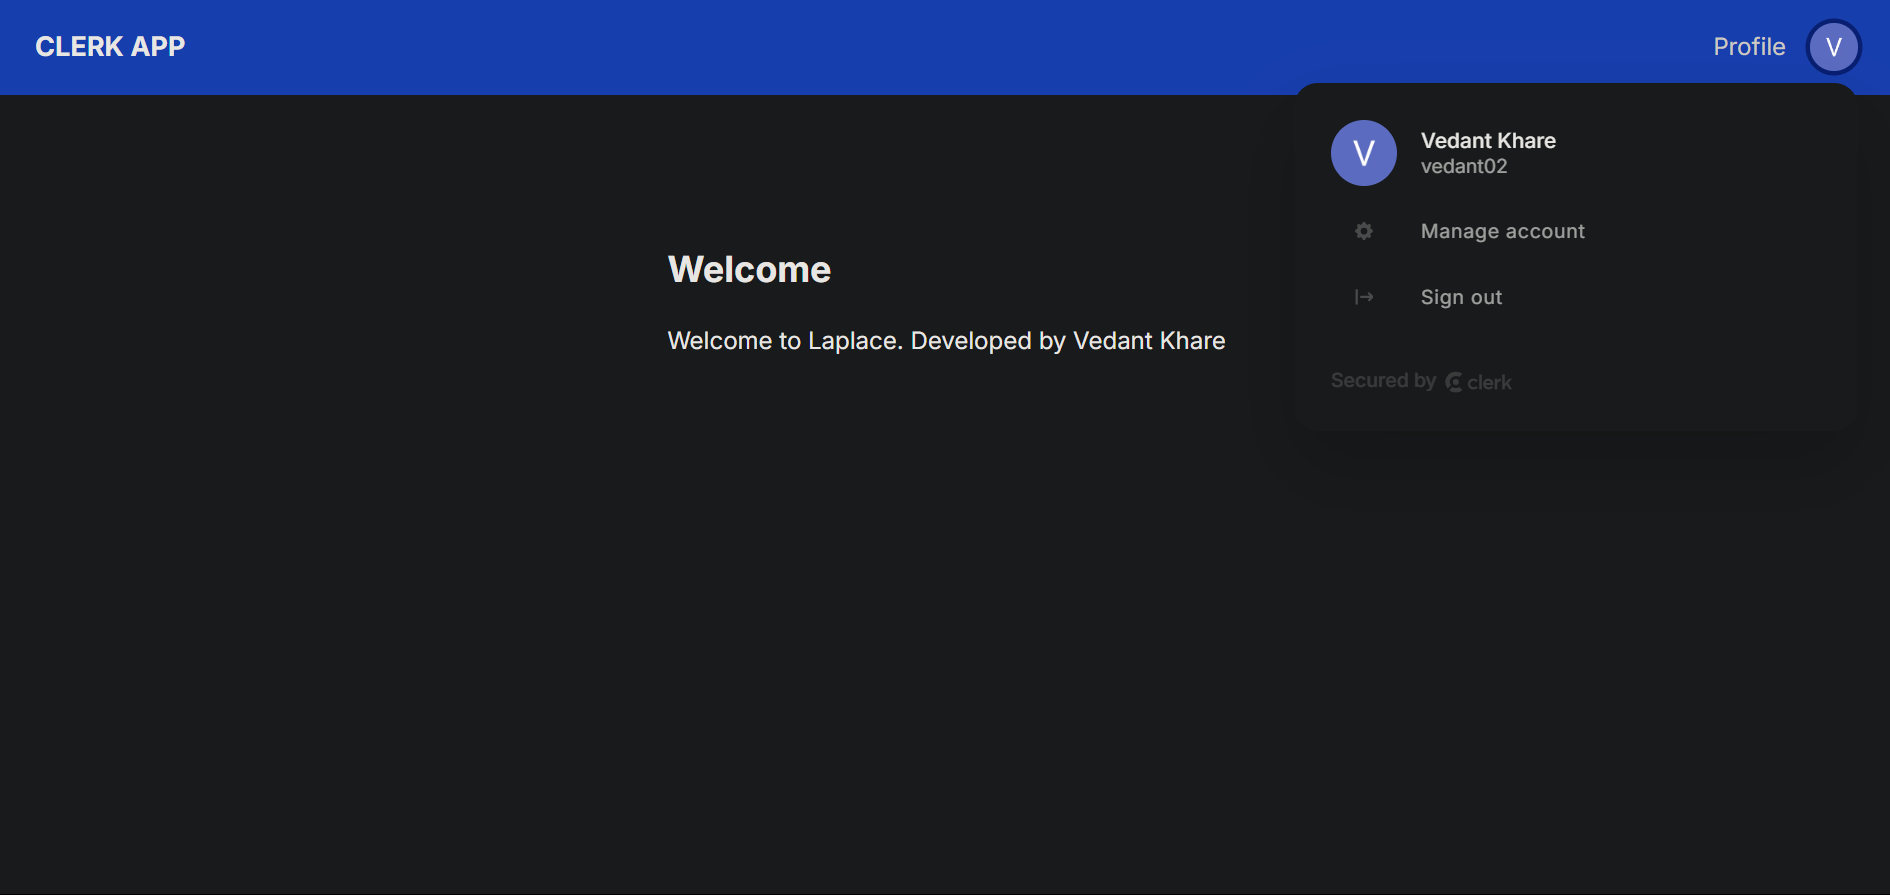 CLERK APP
Profile
V
V
Vedant Khare
vedant02
Manage account
Sign out
Secured by clerk
Welcome
Welcome to Laplace. Developed by Vedant Khare